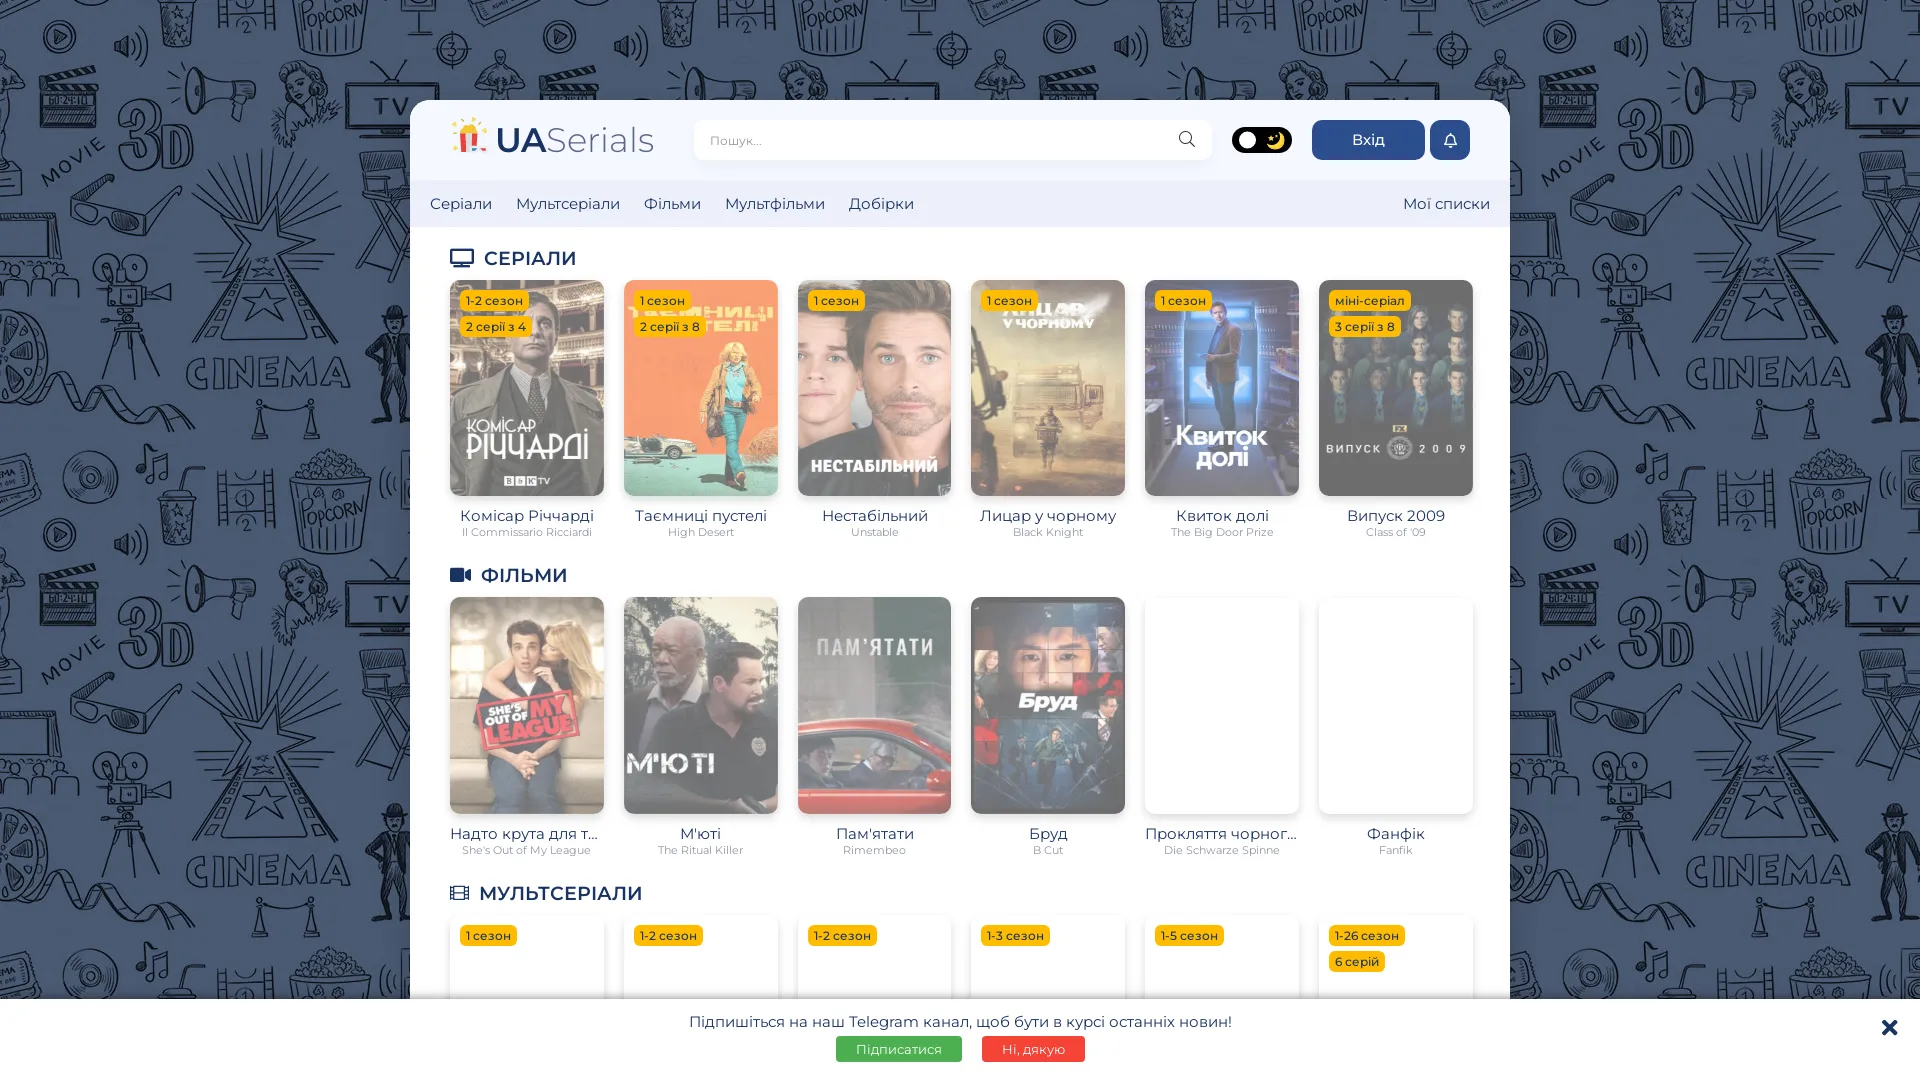 UASerials
Пошук...
Вхід
Серіали
Мультсеріали
Фільми
Мультфільми
Добірки
Мої списки
СЕРІАЛИ
1-2 сезон
2 серії з 4
КОМІСАР
РІЧЧАРДІ
1 сезон
2 серії з 8
1 сезон
НЕСТАБІЛЬНИЙ
1 сезон
ЛИЦАР
У ЧОРНОМУ
1 сезон
Квиток
долі
міні-серіал
3 серії з 8
FX
ВИПУСК 2009
Комісар Річчарді
Il Commissario Ricciardi
Таємниці пустелі
High Desert
Нестабільний
Unstable
Лицар у чорному
Black Knight
Квиток долі
The Big Door Prize
Випуск 2009
Class of '09
ФІЛЬМИ
SHE'S
OUT OF MY
LEAGUE
М'ЮТІ
ПАМ'ЯТАТИ
Бруд
Надто крута для т...
She's Out of My League
М'юті
The Ritual Killer
Пам'ятати
Rimembeo
Бруд
B Cut
Прокляття чорног...
Die Schwarze Spinne
Фанфік
Fanfik
МУЛЬТСЕРІАЛИ
1 сезон
1-2 сезон
1-2 сезон
1-3 сезон
1-5 сезон
1-26 сезон
6 серій
Підпишіться на наш Telegram канал, щоб бути в курсі останніх новин!
Підписатися
Ні, дякую
POPCORN
TV
3D
MOVIE
CINEMA